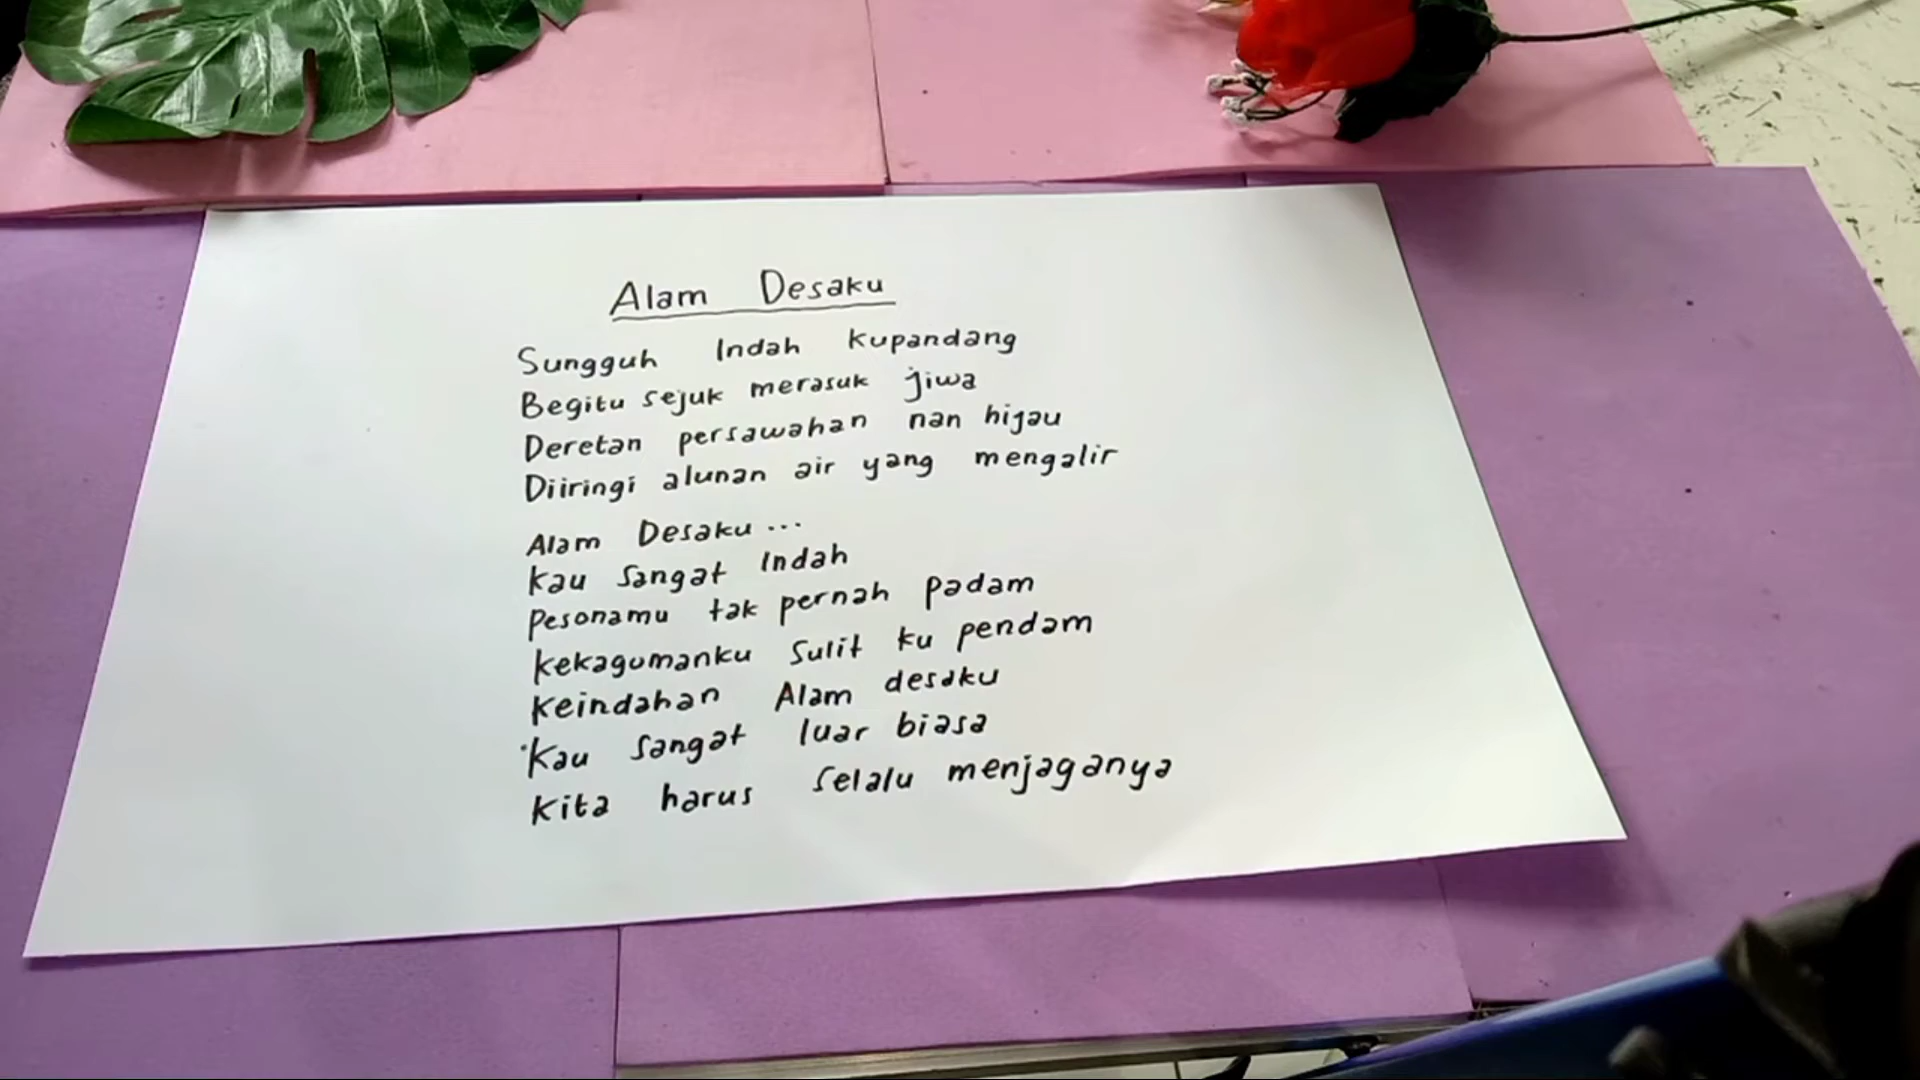 Alam Desaku
Sungguh Indah kupandang
Begitu sejuk merasuk jiwa
Deretan persawahan nan hijau
Diiringi alunan air yang mengalir
Alam Desaku...
kau sangat Indah
Pesonamu tak pernah padam
kekagumanku Sulit ku pendam
keindahan Alam desaku
Kau sangat luar biasa
kita harus selalu menjaganya